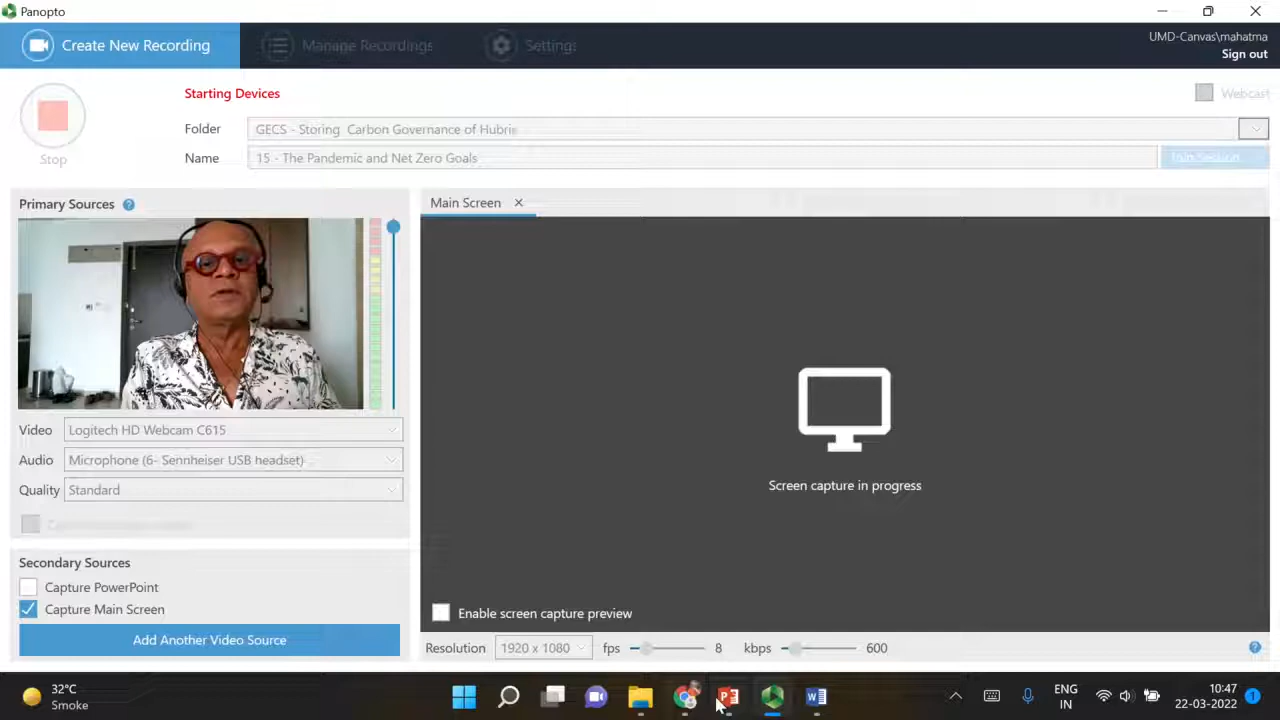 Panopto
Create New Recording
Manage Recordings
Settings
UMD-Canvas\mahatma
Sign out
Starting Devices
Webcast
Folder
GECS - Storing Carbon Governance of Hubris
Stop
Name
15 - The Pandemic and Net Zero Goals
Join Session
Primary Sources
Main Screen
Video
Logitech HD Webcam C615
Audio
Microphone (6- Sennheiser USB headset)
Quality
Standard
Screen capture in progress
Secondary Sources
Capture PowerPoint
Capture Main Screen
Enable screen capture preview
Add Another Video Source
Resolution 1920 x 1080 fps 8 kbps 600
32°C
Smoke
ENG
IN
10:47
22-03-2022
1